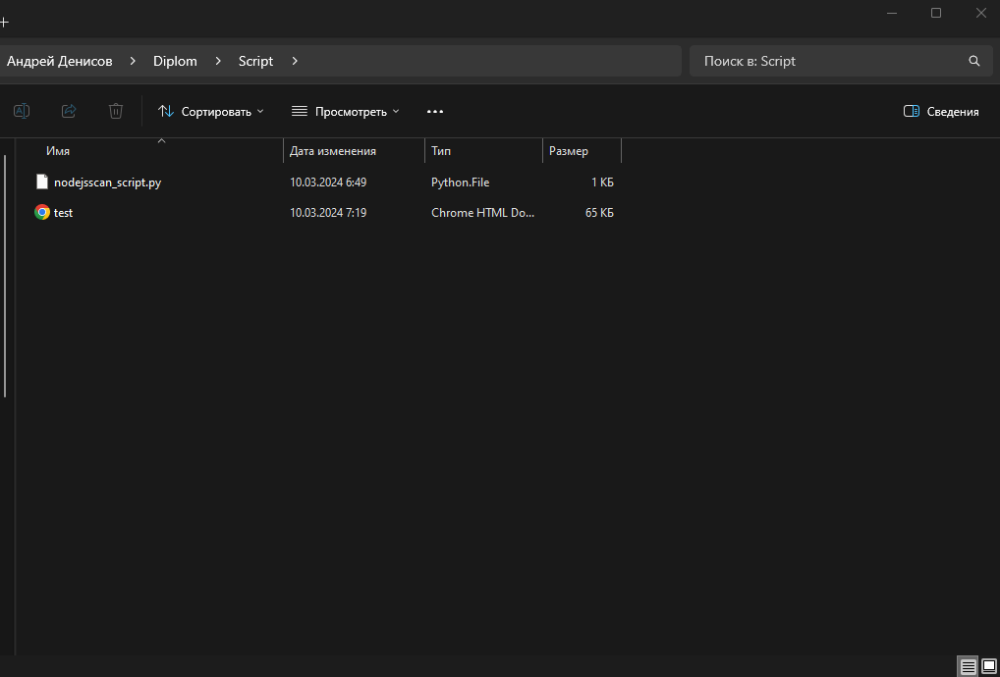 Андрей Денисов > Diplom > Script >
Поиск в: Script
Сортировать
Просмотреть
Сведения
Имя Дата изменения Тип Размер
nodejsscan_script.py 10.03.2024 6:49 Python.File 1 КБ
test 10.03.2024 7:19 Chrome HTML Do... 65 КБ